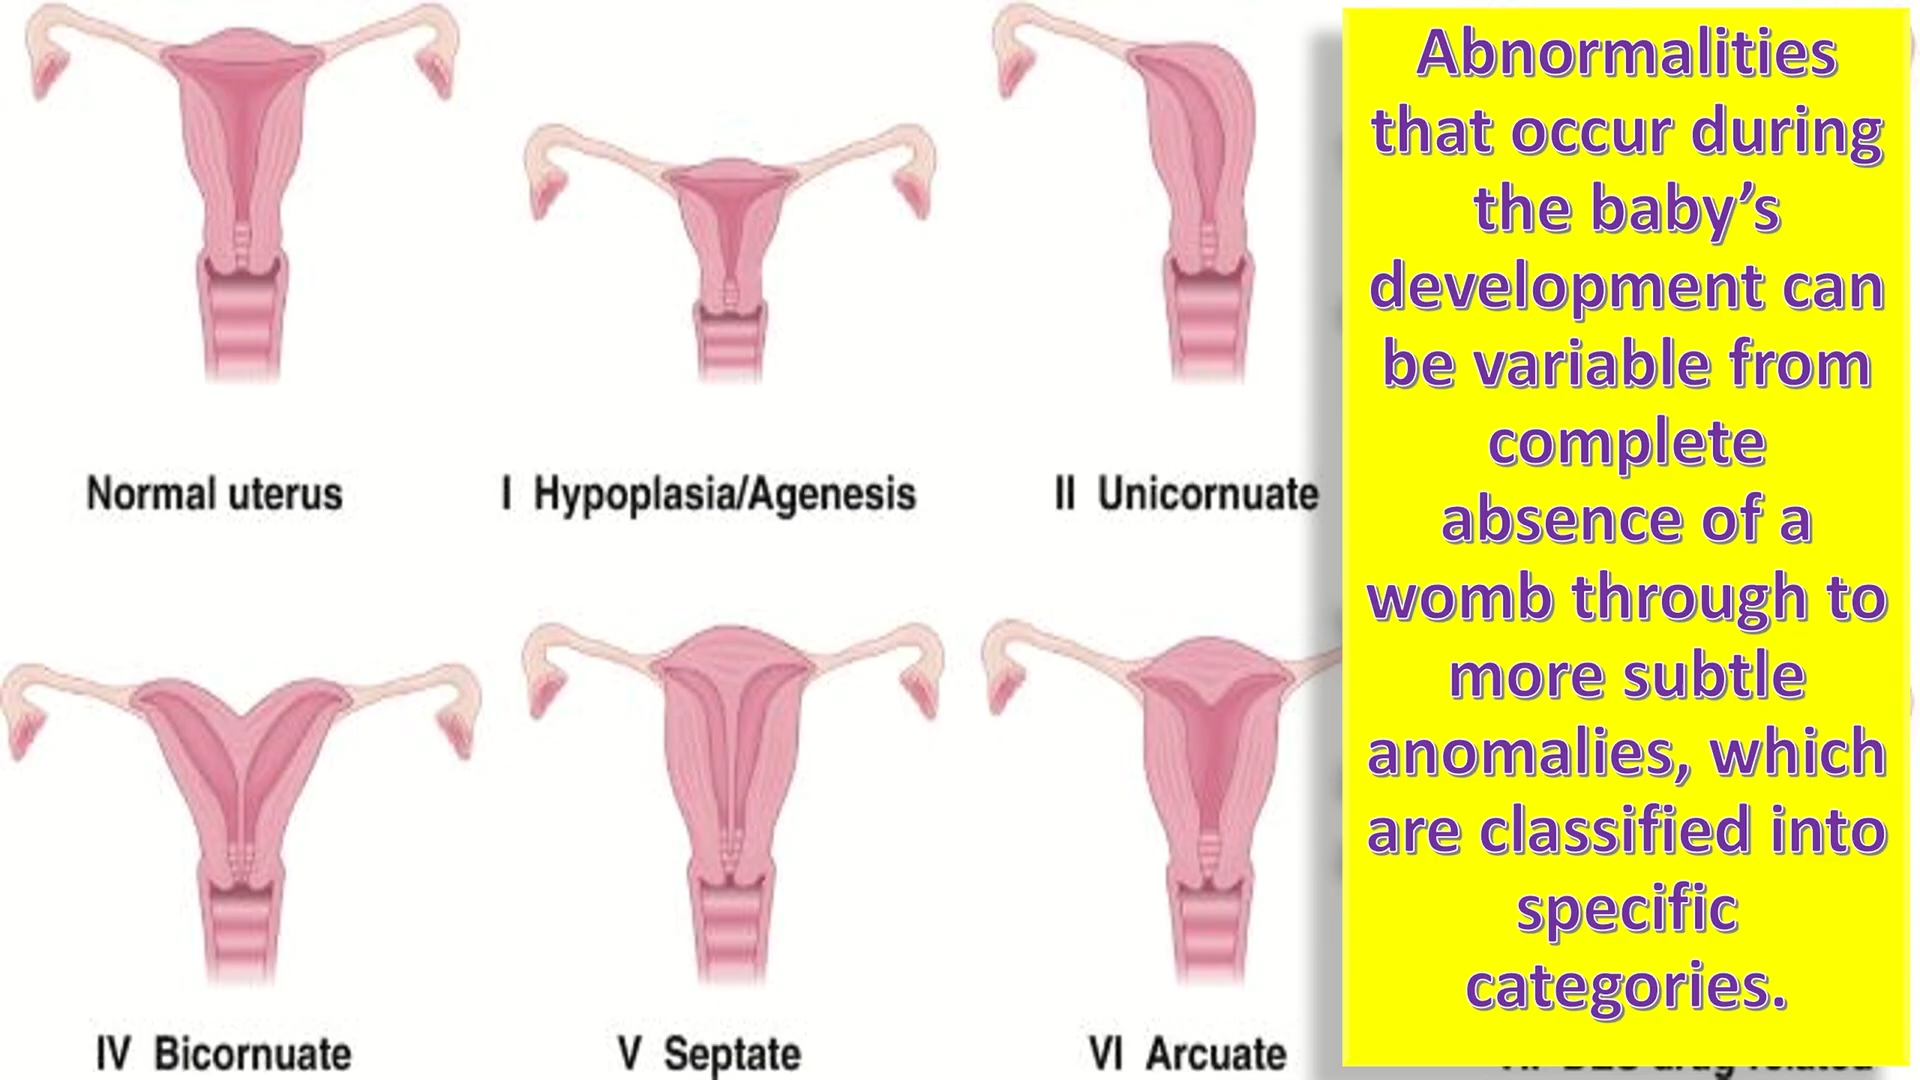 Normal uterus
I Hypoplasia/Agenesis
II Unicornuate
IV Bicornuate
V Septate
VI Arcuate
Abnormalities
that occur during
the baby’s
development can
be variable from
complete
absence of a
womb through to
more subtle
anomalies, which
are classified into
specific
categories.